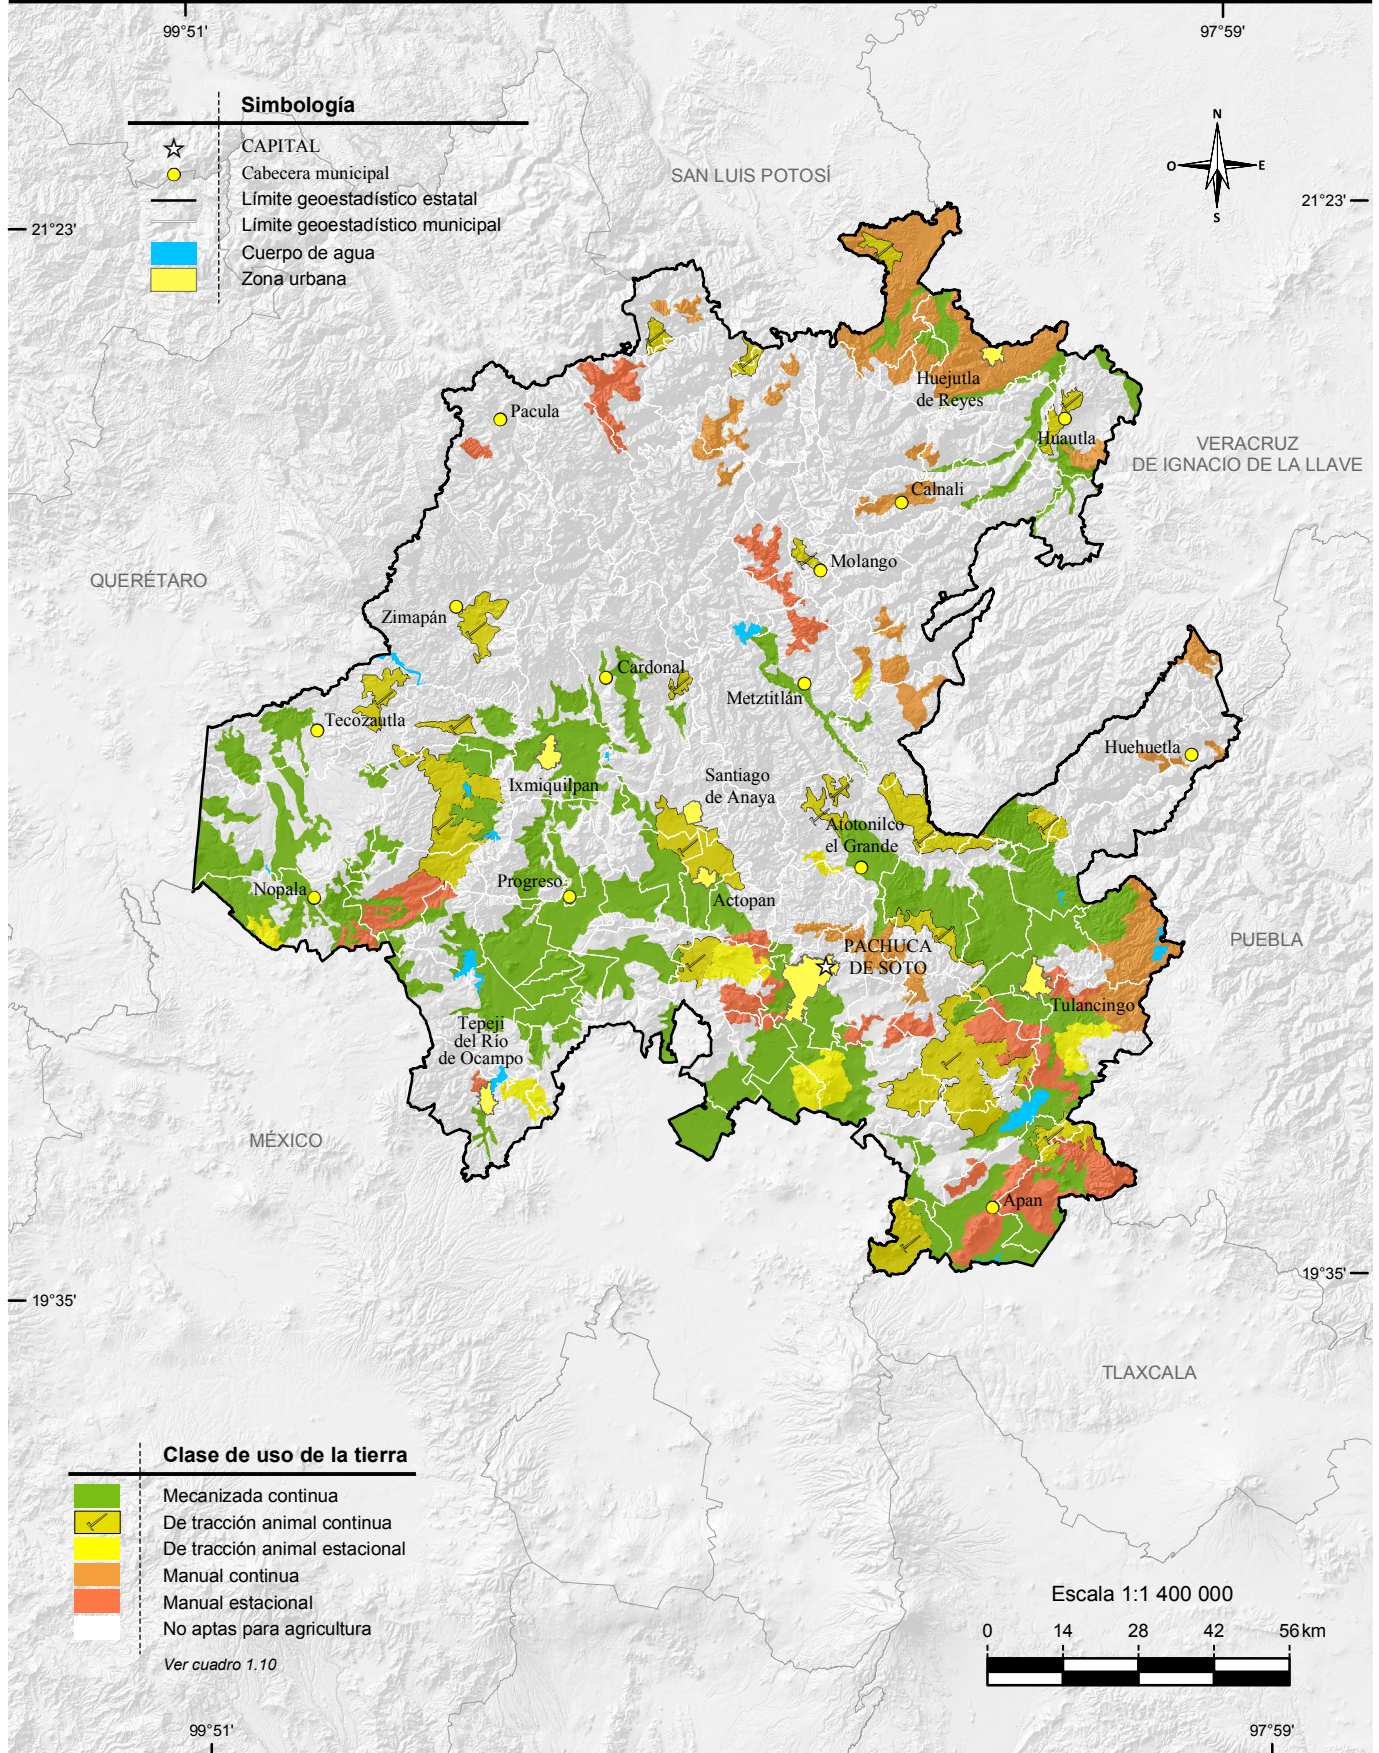 99°51'
97°59'
Simbología
CAPITAL
Cabecera municipal
Límite geoestadístico estatal
Límite geoestadístico municipal
Cuerpo de agua
Zona urbana
N
O
E
S
SAN LUIS POTOSÍ
21°23'
21°23'
Huejutla
de Reyes
Pacula
Huautla
VERACRUZ
DE IGNACIO DE LA LLAVE
Calnali
Molango
QUERÉTARO
Zimapán
Cardonal
Metztitlán
Tecozautla
Huehuetla
Ixmiquilpan
Santiago
de Anaya
Atotonilco
el Grande
Nopala
Progreso
Actopan
PACHUCA
DE SOTO
PUEBLA
Tulancingo
Tepeji
del Río
de Ocampo
MÉXICO
Apan
19°35'
19°35'
TLAXCALA
Clase de uso de la tierra
Mecanizada continua
De tracción animal continua
De tracción animal estacional
Manual continua
Manual estacional
No aptas para agricultura
Ver cuadro 1.10
Escala 1:1 400 000
0 14 28 42 56 km
99°51'
97°59'